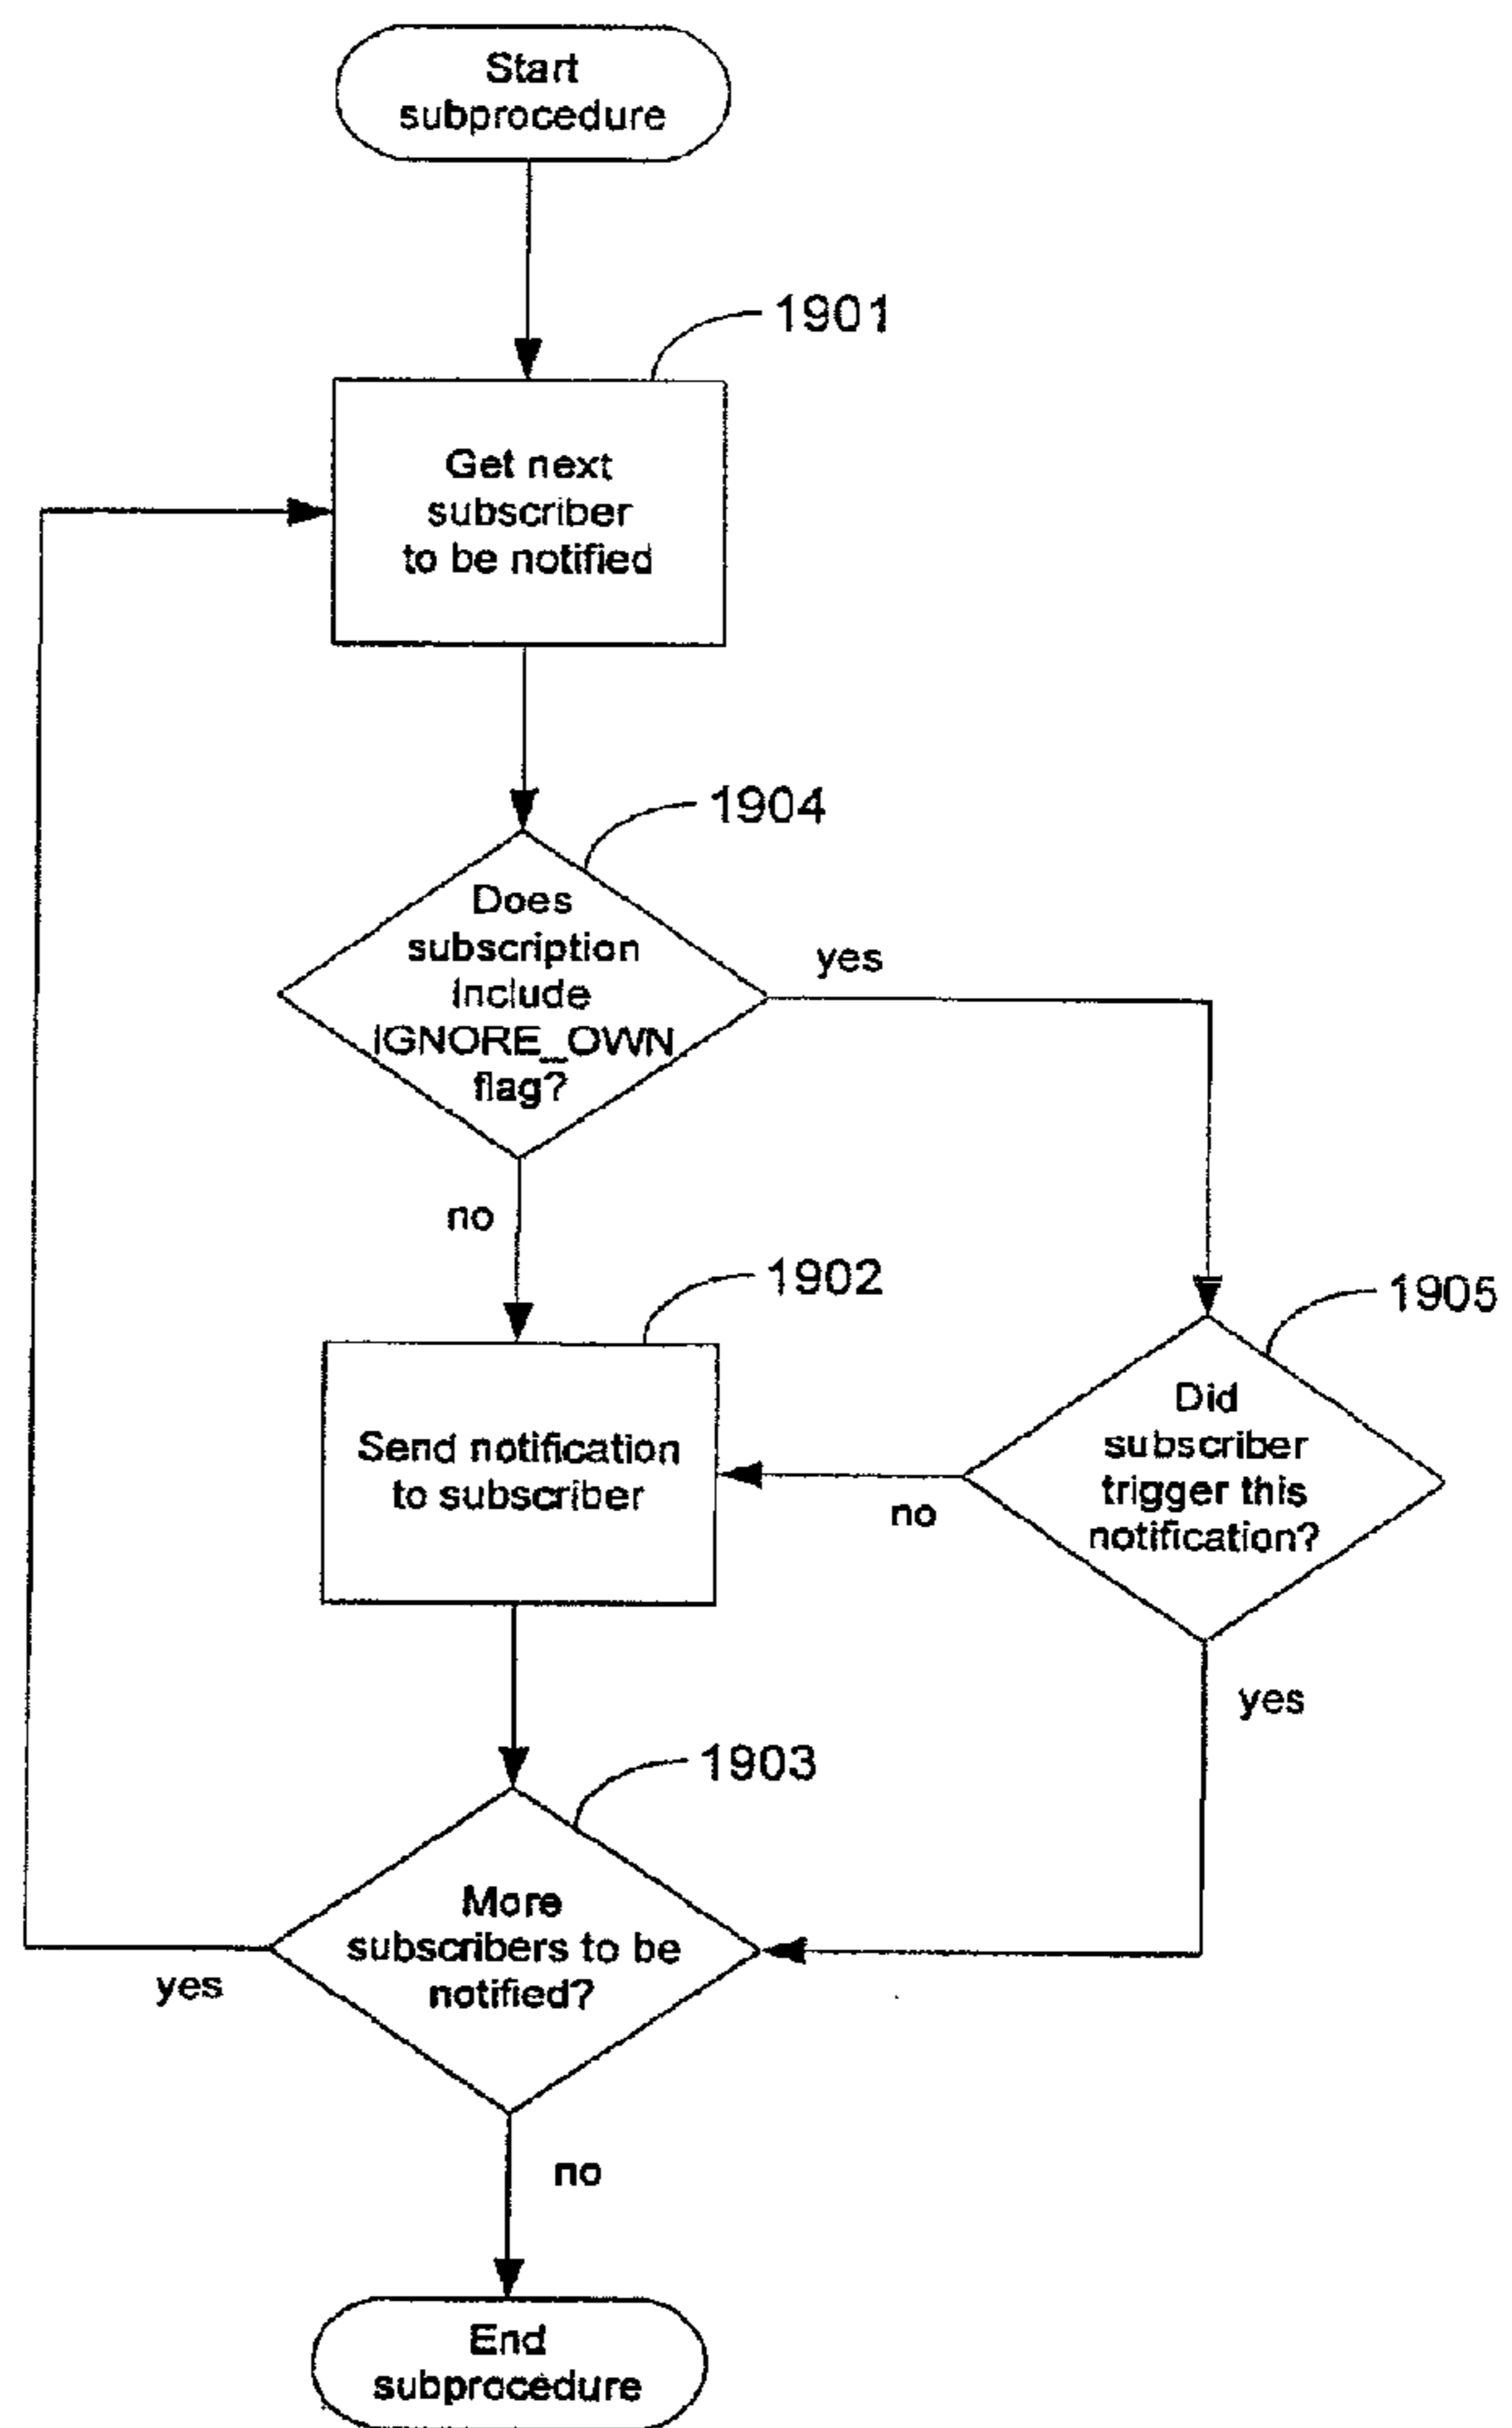 Start
subprocedure
1901
Get next
subscriber
to be notified
1904
Does
subscription
include
IGNORE_OWN
flag?
yes
no
1902
Send notification
to subscriber
1905
Did
subscriber
trigger this
notification?
no
yes
1903
More
subscribers to be
notified?
yes
no
End
subprocedure